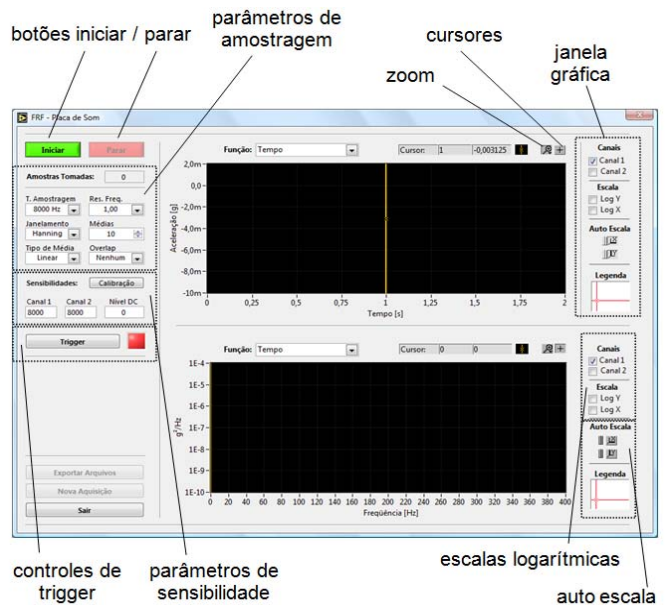 botões iniciar / parar
parâmetros de
amostragem
cursores
zoom
janela
gráfica
FRF - Placa de Som
Iniciar
Parar
Amostras Tomadas: 0
T. Amostragem Res. Freq.
8000 Hz 1,00
Janelamento Médias
Hanning 10
Tipo de Média Overlap
Linear Nenhum
Sensibilidades: Calibração
Canal 1 Canal 2 Nível DC
8000 8000 0
Trigger
Exportar Arquivos
Nova Aquisição
Sair
Função: Tempo Cursor: 1 -0,003125
2,0m
0,0
-2,0m
-4,0m
-6,0m
-8,0m
-10m
Aceleração [g]
0 0,25 0,5 0,75 1 1,25 1,5 1,75 2
Tempo [s]
Canais
Canal 1
Canal 2
Escala
Log Y
Log X
Auto Escala
Legenda
Função: Tempo Cursor: 0 0
1E-4
1E-5
1E-6
1E-7
1E-8
1E-9
1E-10
g²/Hz
0 20 40 60 80 100 120 140 160 180 200 220 240 260 280 300 320 340 360 380 400
Freqüência [Hz]
Canais
Canal 1
Canal 2
Escala
Log Y
Log X
Auto Escala
Legenda
controles de
trigger
parâmetros de
sensibilidade
escalas logarítmicas
auto escala